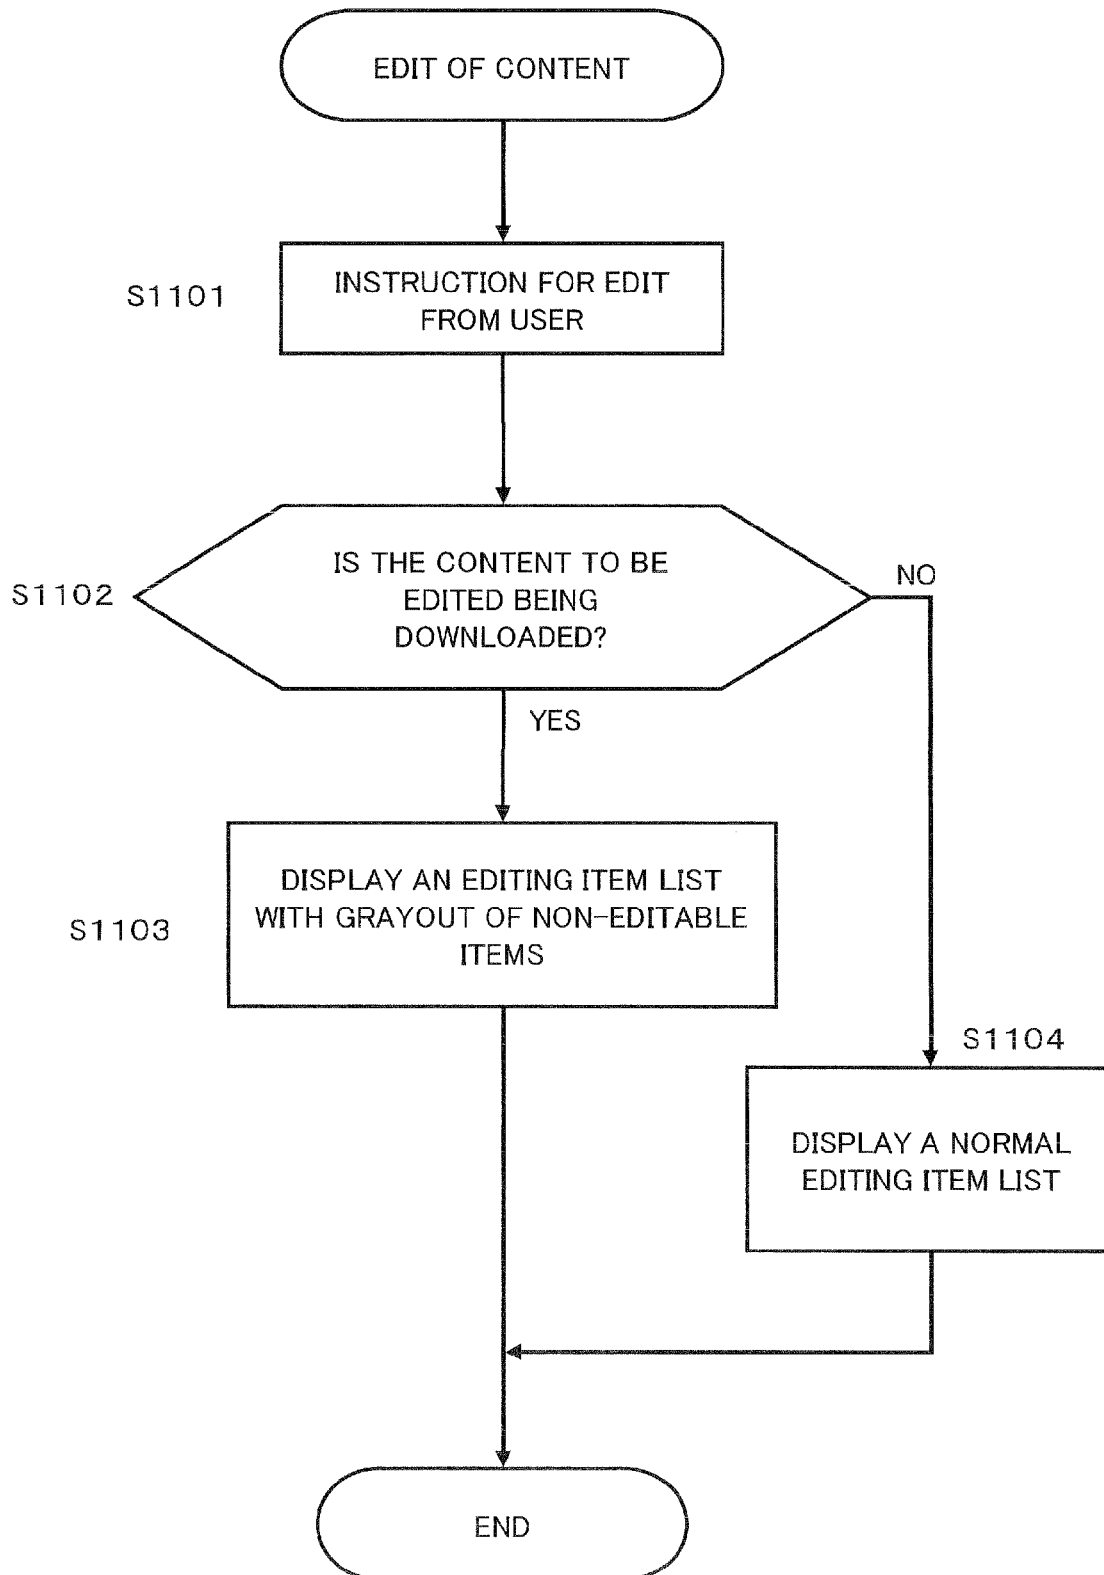 EDIT OF CONTENT
S1101
INSTRUCTION FOR EDIT
FROM USER
S1102
IS THE CONTENT TO BE
EDITED BEING
DOWNLOADED?
NO
YES
S1103
DISPLAY AN EDITING ITEM LIST
WITH GRAYOUT OF NON-EDITABLE
ITEMS
S1104
DISPLAY A NORMAL
EDITING ITEM LIST
END